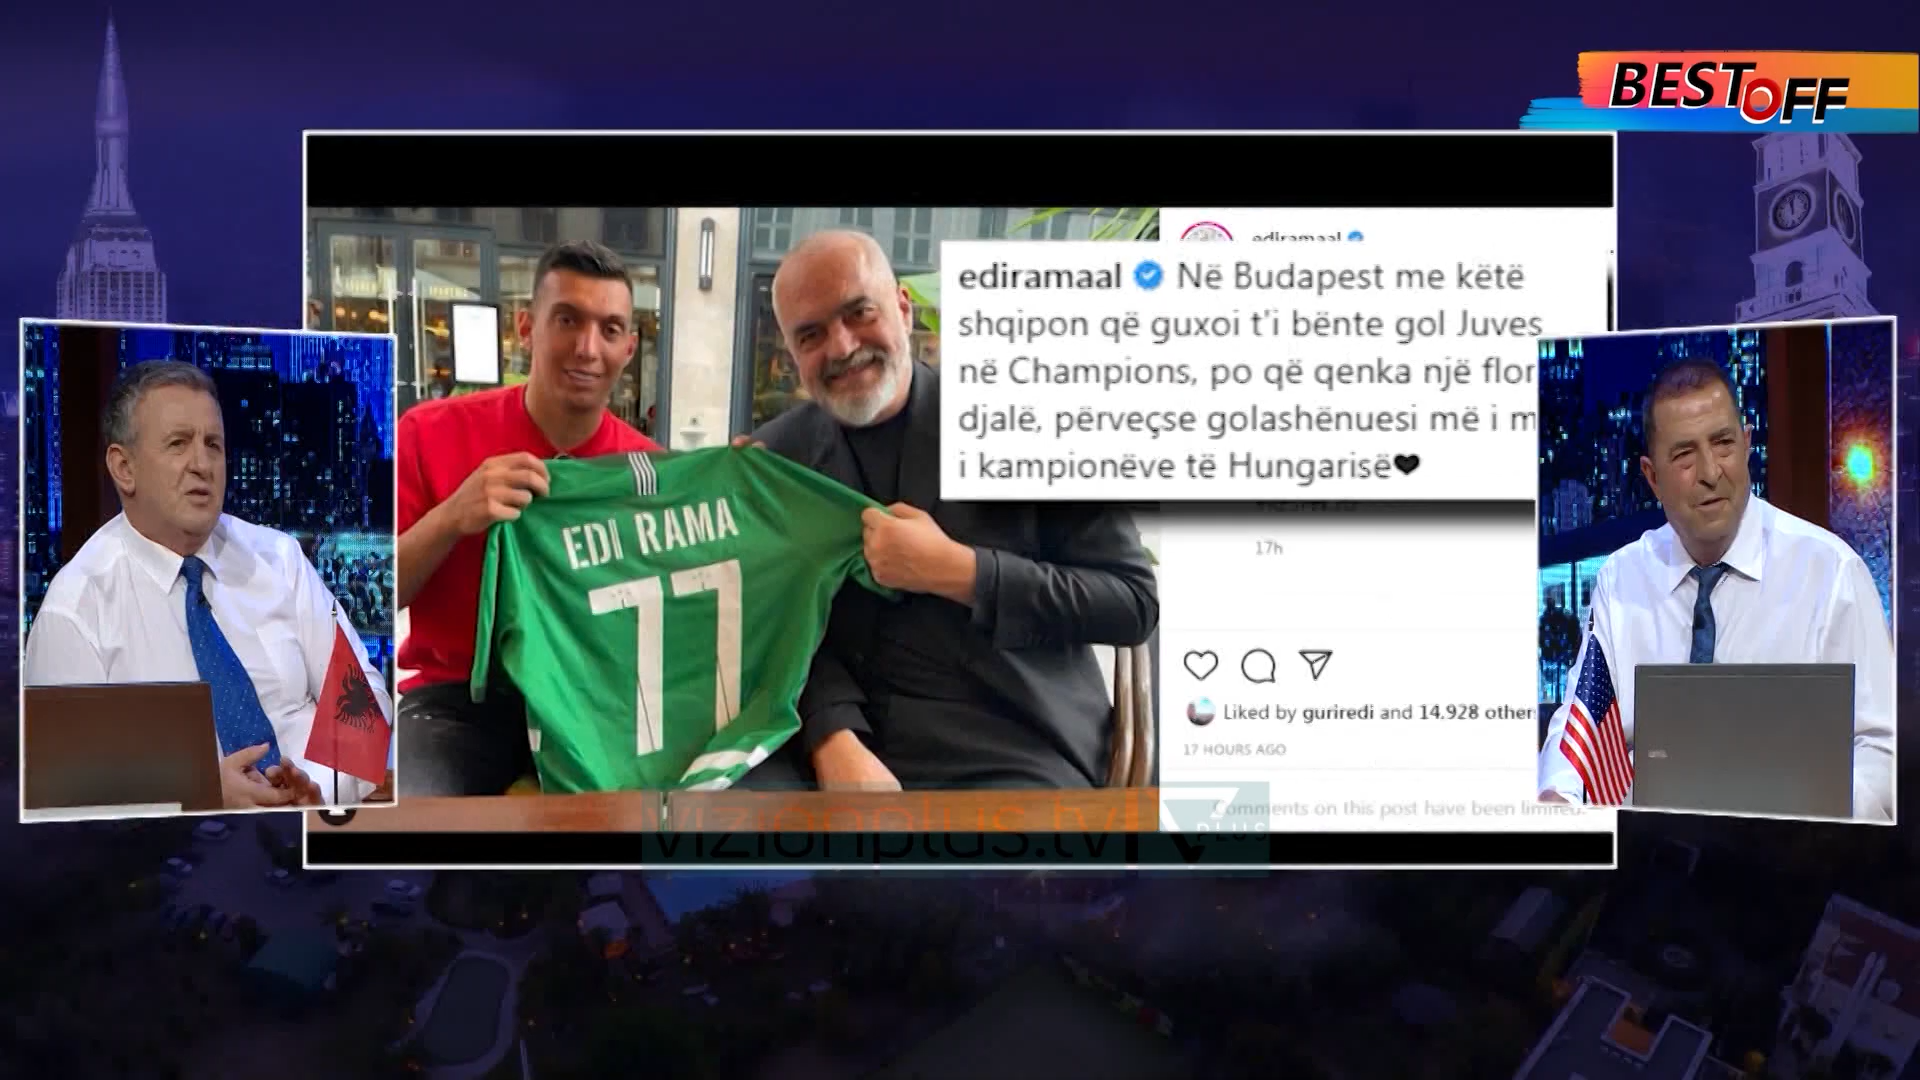 BEST OFF
ediramaal
ediramaal Në Budapest me këtë
shqipon që guxoi t'i bënte gol Juves
në Champions, po që qenka një flor
djalë, përveçse golashënuesi më i m
i kampionëve të Hungarisë
EDI RAMA
77
17h
Liked by guriredi and 14.928 other
17 HOURS AGO
Comments on this post have been limited.
vizionplus.tv
PLUS